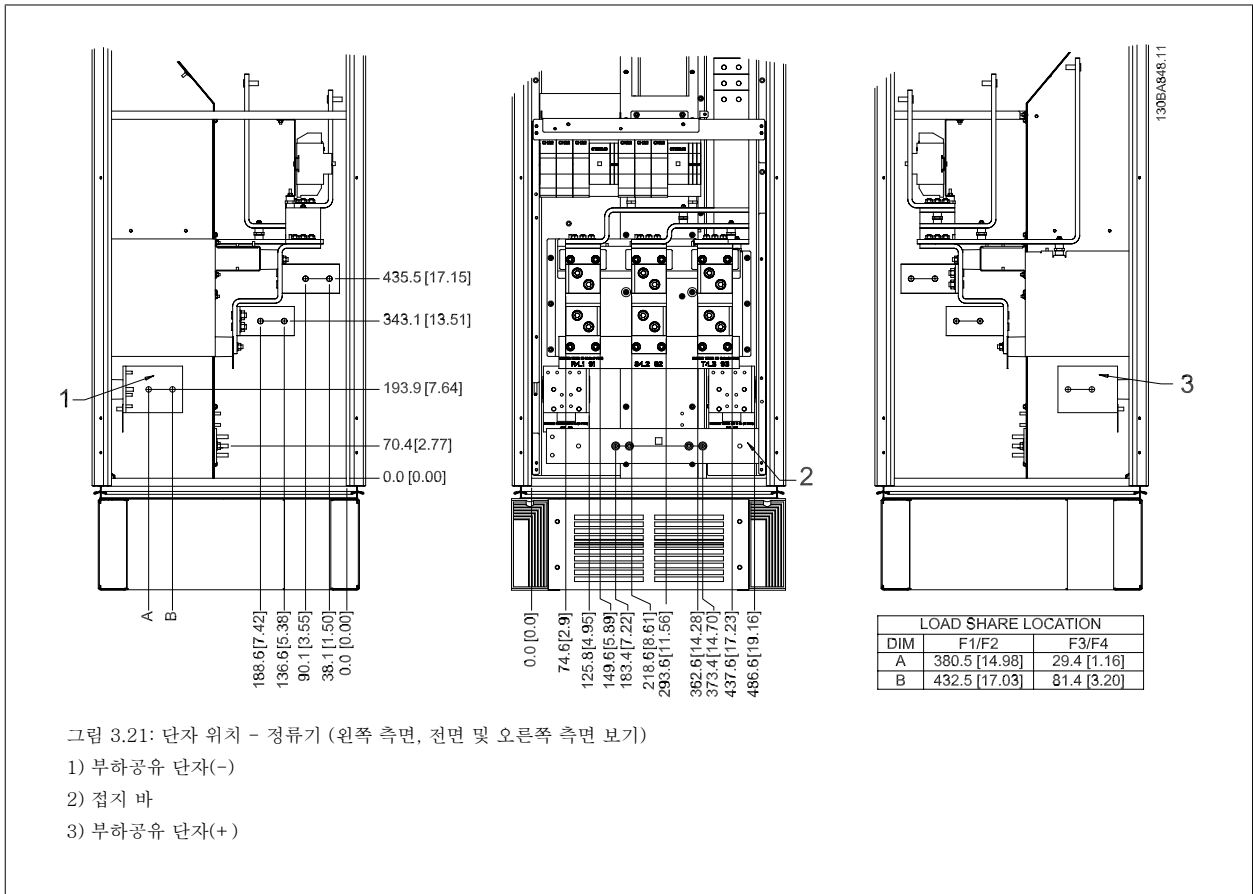 130BA848.11
435.5 [17.15]
343.1 [13.51]
193.9 [7.64]
70.4 [2.77]
0.0 [0.00]
1
2
3
A
B
188.6 [7.42]
136.6 [5.38]
90.1 [3.55]
38.1 [1.50]
0.0 [0.00]
R/L1 91
S/L2 92
T/L3 93
0.0 [0.0]
74.6 [2.9]
125.8 [4.95]
149.6 [5.89]
183.4 [7.22]
218.6 [8.61]
293.6 [11.56]
362.6 [14.28]
373.4 [14.70]
437.6 [17.23]
486.6 [19.16]
LOAD SHARE LOCATION
DIM F1/F2 F3/F4
A 380.5 [14.98] 29.4 [1.16]
B 432.5 [17.03] 81.4 [3.20]
그림 3.21: 단자 위치 - 정류기 (왼쪽 측면, 전면 및 오른쪽 측면 보기)
1) 부하공유 단자(-)
2) 접지 바
3) 부하공유 단자(+)